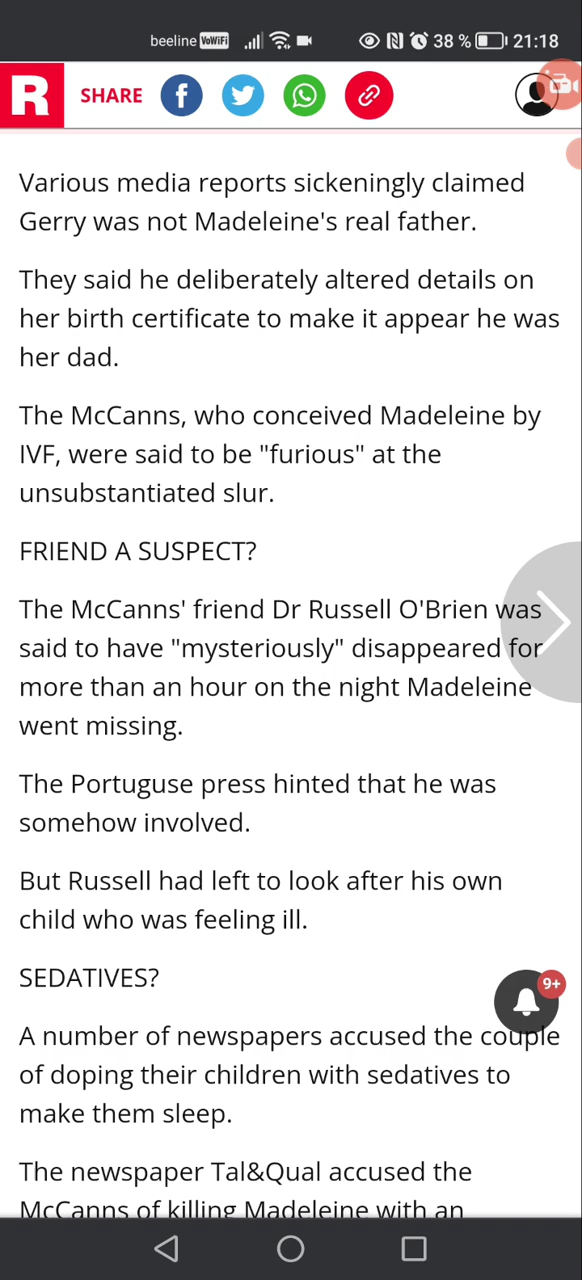 beeline VoWiFi 38 % 21:18
R SHARE
Various media reports sickeningly claimed
Gerry was not Madeleine's real father.
They said he deliberately altered details on
her birth certificate to make it appear he was
her dad.
The McCanns, who conceived Madeleine by
IVF, were said to be "furious" at the
unsubstantiated slur.
FRIEND A SUSPECT?
The McCanns' friend Dr Russell O'Brien was
said to have "mysteriously" disappeared for
more than an hour on the night Madeleine
went missing.
The Portuguse press hinted that he was
somehow involved.
But Russell had left to look after his own
child who was feeling ill.
SEDATIVES?
9+
A number of newspapers accused the couple
of doping their children with sedatives to
make them sleep.
The newspaper Tal&Qual accused the
McCanns of killing Madeleine with an